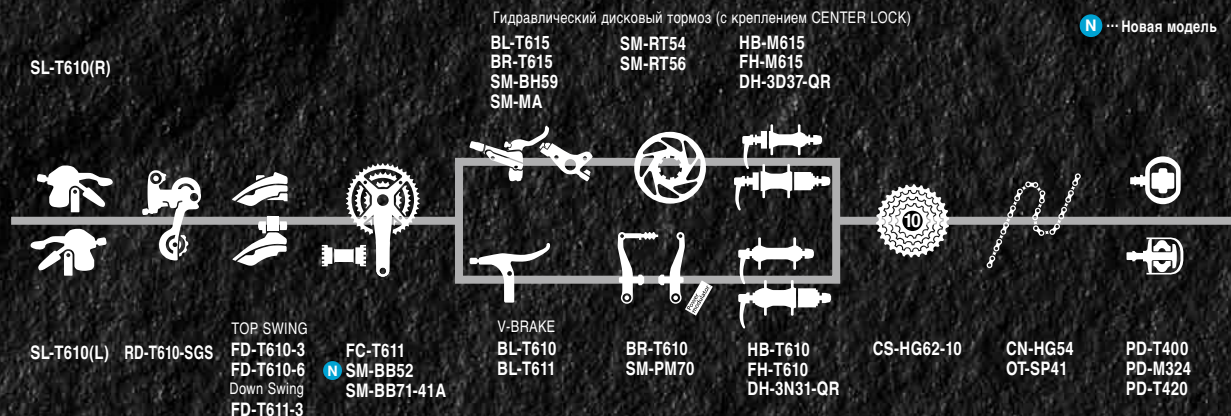 Гидравлический дисковый тормоз (с креплением CENTER LOCK)
N ··· Новая модель
SL-T610(R)
BL-T615
BR-T615
SM-BH59
SM-MA
SM-RT54
SM-RT56
HB-M615
FH-M615
DH-3D37-QR
10
Power modulator
SL-T610(L)
RD-T610-SGS
TOP SWING
FD-T610-3
FD-T610-6
Down Swing
FD-T611-3
FC-T611
N SM-BB52
SM-BB71-41A
V-BRAKE
BL-T610
BL-T611
BR-T610
SM-PM70
HB-T610
FH-T610
DH-3N31-QR
CS-HG62-10
CN-HG54
OT-SP41
PD-T400
PD-M324
PD-T420